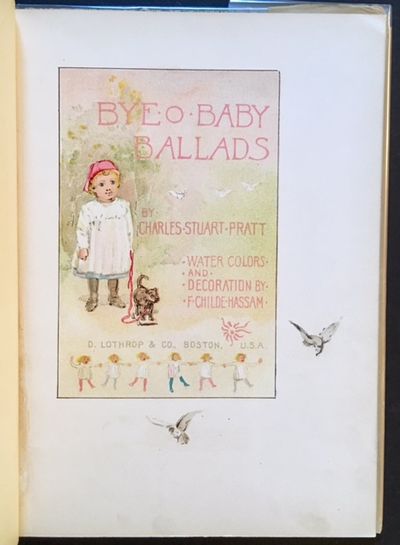 BYE·O·BABY
BALLADS
BY
CHARLES·STUART·PRATT
·WATER COLORS·
·AND·
·DECORATION BY·
·F·CHILDE·HASSAM·
D. LOTHROP & CO., BOSTON, U.S.A.